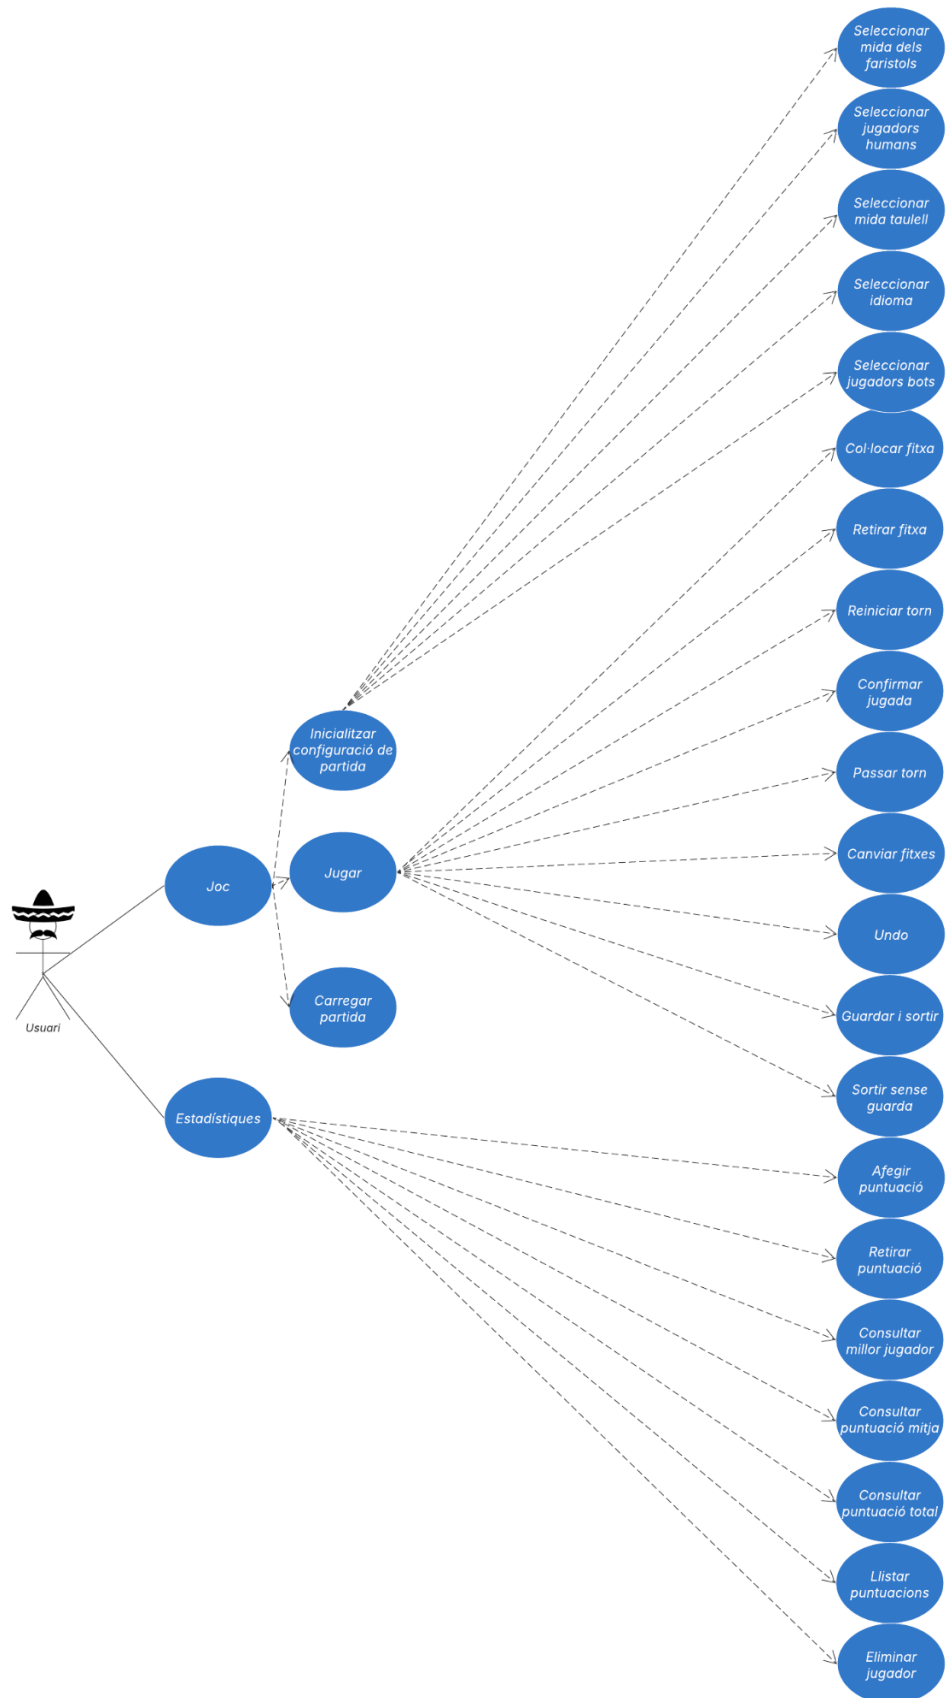 Seleccionar
mida dels
faristols
Seleccionar
jugadors
humans
Seleccionar
mida taulell
Seleccionar
idioma
Seleccionar
jugadors bots
Col·locar fitxa
Retirar fitxa
Reiniciar torn
Confirmar
jugada
Passar torn
Canviar fitxes
Undo
Guardar i sortir
Sortir sense
guarda
Afegir
puntuació
Retirar
puntuació
Consultar
millor jugador
Consultar
puntuació mitja
Consultar
puntuació total
Llistar
puntuacions
Eliminar
jugador
Inicialitzar
configuració de
partida
Jugar
Carregar
partida
Joc
Estadístiques
Usuari